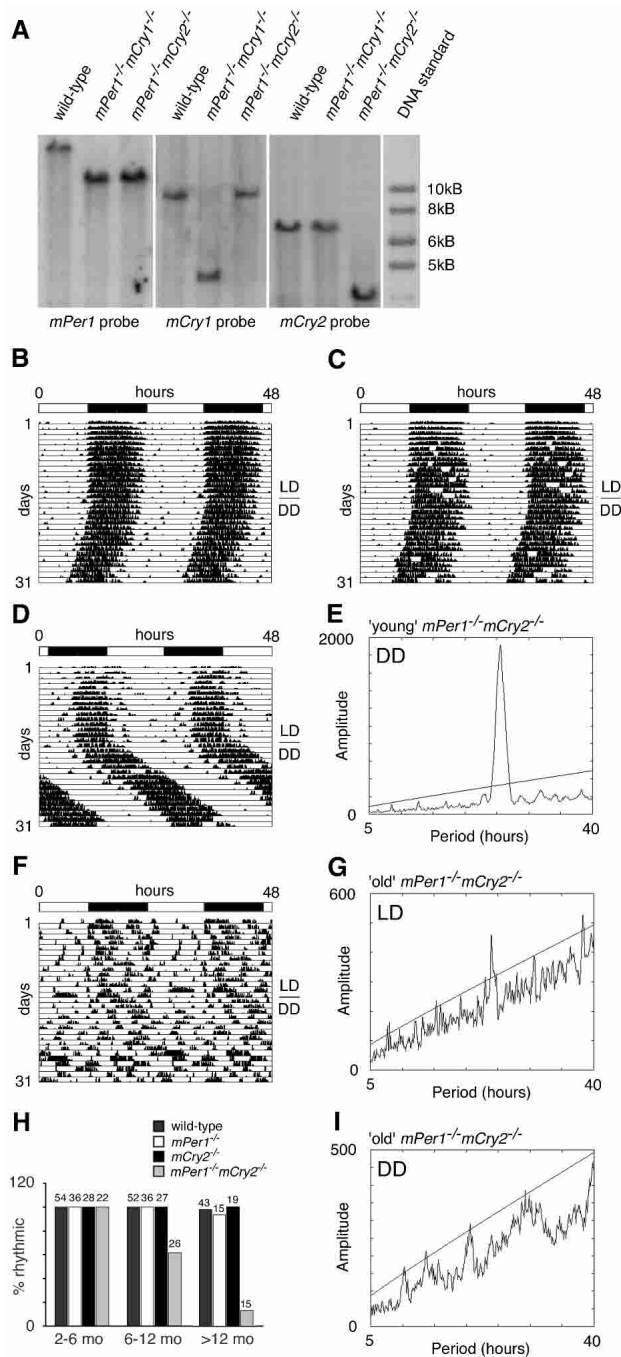 A
wild-type
mPer1-/-mCry1-/-
mPer1-/-mCry2-/-
wild-type
mPer1-/-mCry1-/-
mPer1-/-mCry2-/-
wild-type
mPer1-/-mCry1-/-
mPer1-/-mCry2-/-
DNA standard
10kB
8kB
6kB
5kB
mPer1 probe
mCry1 probe
mCry2 probe
B
0 hours 48
1
days
31
LD
DD
C
0 hours 48
1
days
31
LD
DD
D
0 hours 48
1
days
31
LD
DD
E
'young' mPer1-/-mCry2-/-
2000
DD
Amplitude
0
5 40
Period (hours)
F
0 hours 48
1
days
31
LD
DD
G
'old' mPer1-/-mCry2-/-
600
LD
Amplitude
0
5 40
Period (hours)
H
wild-type
mPer1-/-
mCry2-/-
mPer1-/-mCry2-/-
120
% rhythmic
0
54 36 28 22
52 36 27 26
43 15 19 15
2-6 mo 6-12 mo >12 mo
I
'old' mPer1-/-mCry2-/-
500
DD
Amplitude
0
5 40
Period (hours)